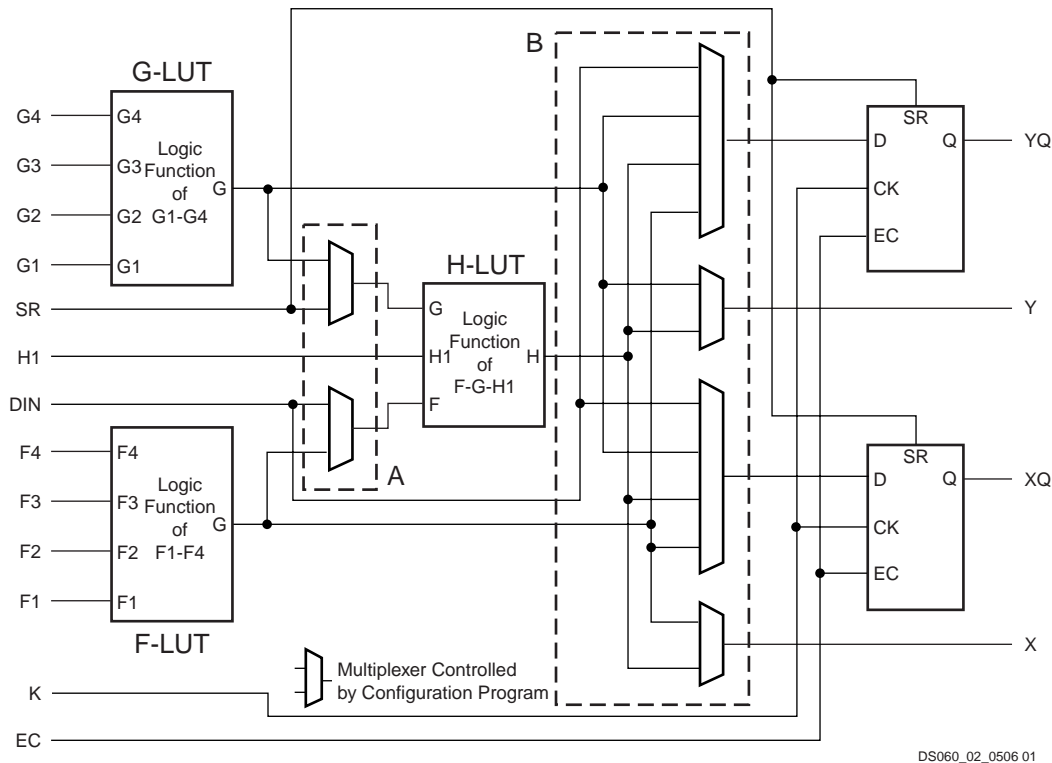 B
G-LUT
G4
G4
G3
G3
G2
G2
G1
G1
Logic
Function
of
G1-G4
G
SR
H1
DIN
H-LUT
G
H1
F
Logic
Function
of
F-G-H1
H
A
F4
F4
F3
F3
F2
F2
F1
F1
Logic
Function
of
F1-F4
G
F-LUT
SR
D
Q
CK
EC
YQ
Y
SR
D
Q
CK
EC
XQ
X
Multiplexer Controlled
by Configuration Program
K
EC
DS060_02_0506 01